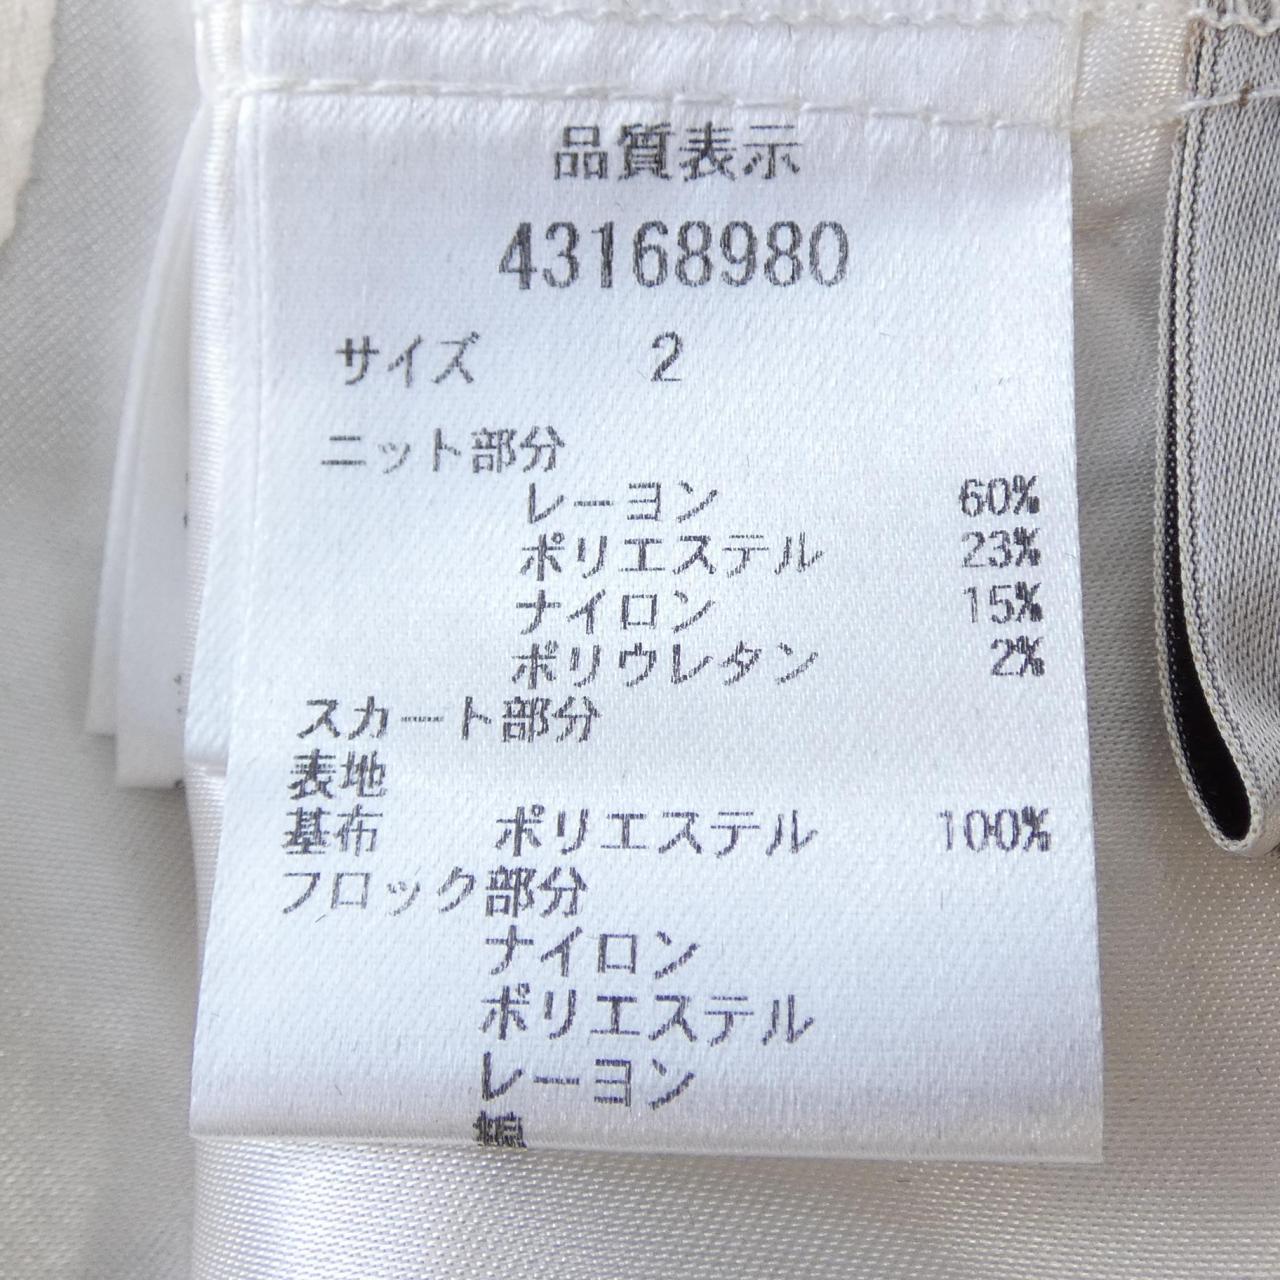 品質表示
43168980
サイズ 2
ニット部分
レーヨン 60%
ポリエステル 23%
ナイロン 15%
ポリウレタン 2%
スカート部分
表地
基布 ポリエステル 100%
フロック部分
ナイロン
ポリエステル
レーヨン